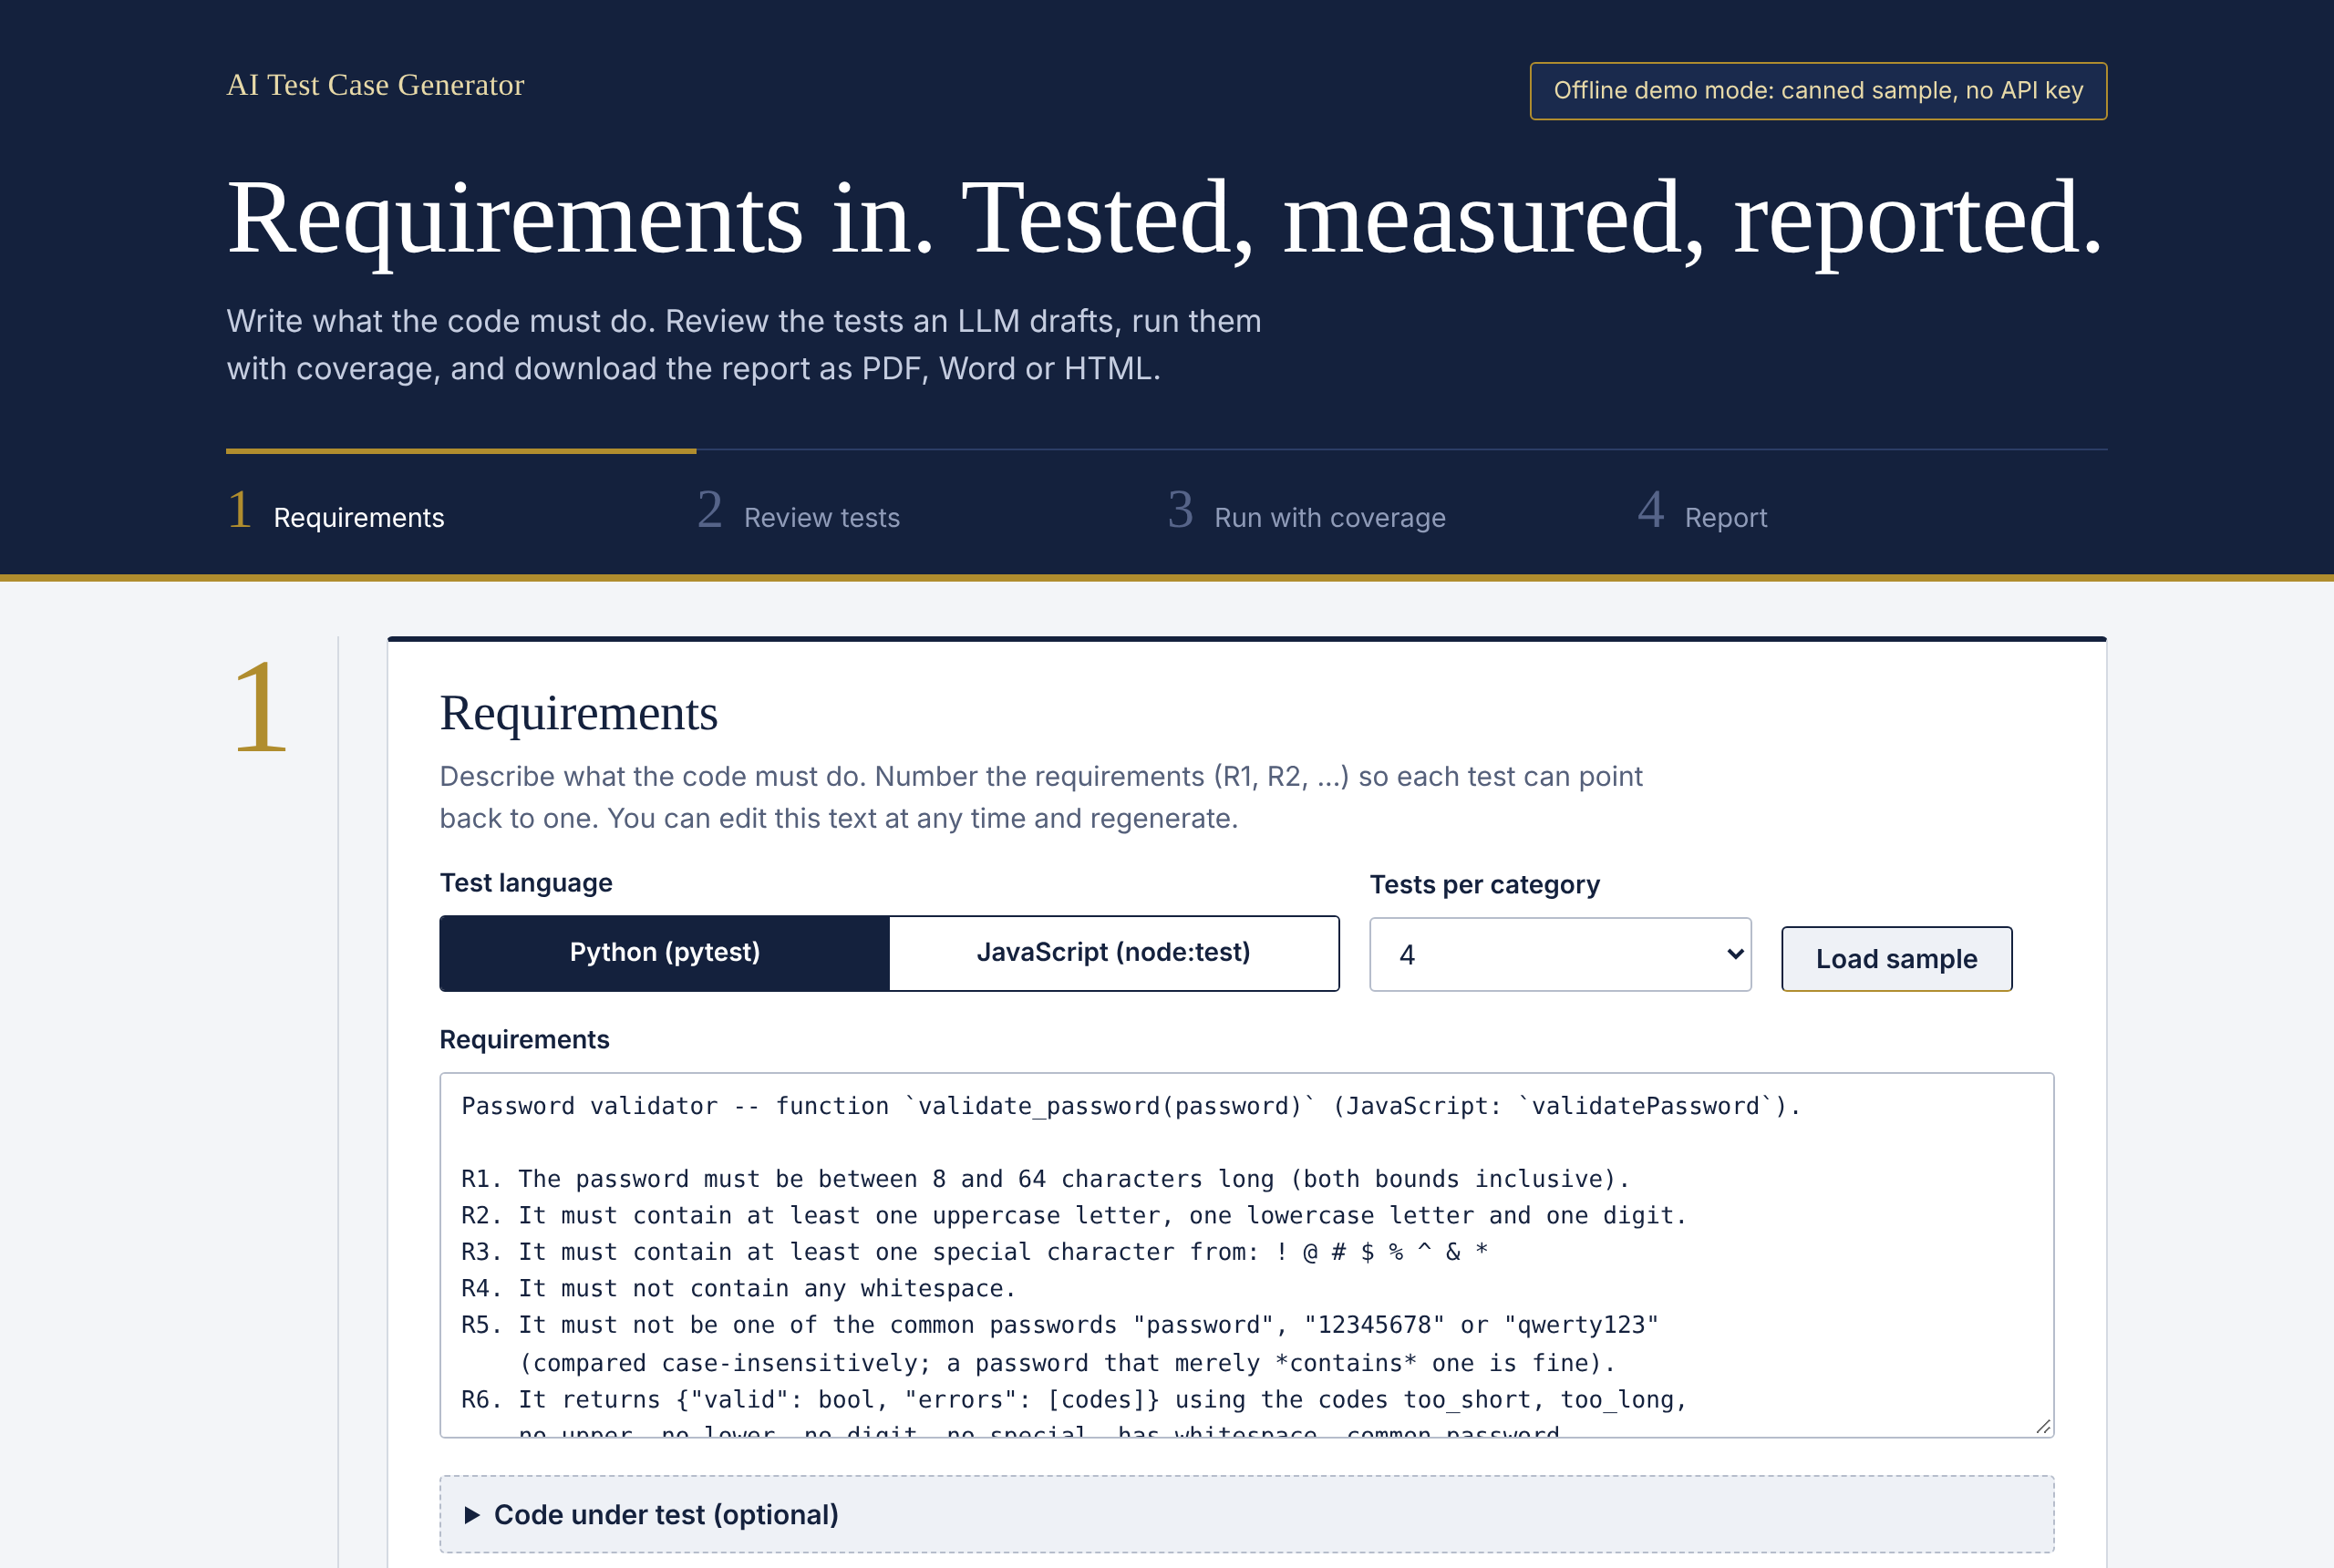 AI Test Case Generator
Offline demo mode: canned sample, no API key
Requirements in. Tested, measured, reported.
Write what the code must do. Review the tests an LLM drafts, run them
with coverage, and download the report as PDF, Word or HTML.
1 Requirements
2 Review tests
3 Run with coverage
4 Report
1
Requirements
Describe what the code must do. Number the requirements (R1, R2, ...) so each test can point
back to one. You can edit this text at any time and regenerate.
Test language
Tests per category
Python (pytest)
JavaScript (node:test)
4
Load sample
Requirements
Password validator -- function `validate_password(password)` (JavaScript: `validatePassword`).
R1. The password must be between 8 and 64 characters long (both bounds inclusive).
R2. It must contain at least one uppercase letter, one lowercase letter and one digit.
R3. It must contain at least one special character from: ! @ # $ % ^ & *
R4. It must not contain any whitespace.
R5. It must not be one of the common passwords "password", "12345678" or "qwerty123"
(compared case-insensitively; a password that merely *contains* one is fine).
R6. It returns {"valid": bool, "errors": [codes]} using the codes too_short, too_long,
no_upper, no_lower, no_digit, no_special, has_whitespace, common_password
Code under test (optional)